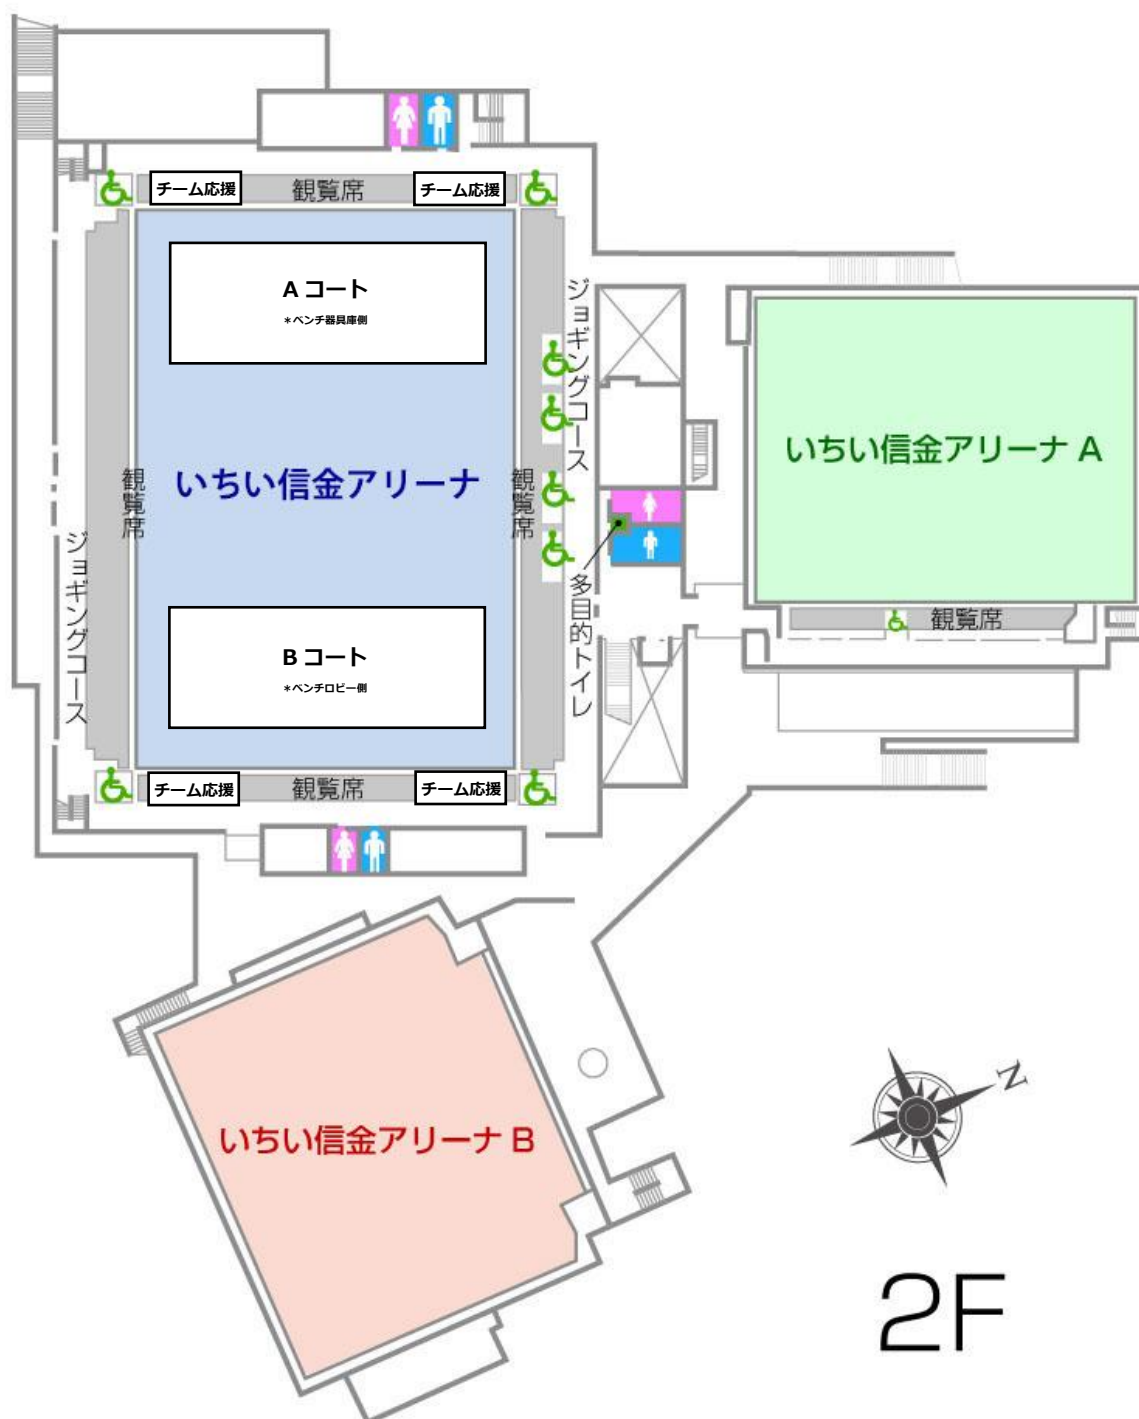 チーム応援
観覧席
チーム応援
A コート
＊ベンチ器具庫側
ジョギングコース
いちい信金アリーナ A
いちい信金アリーナ
観覧席
観覧席
ジョギングコース
多目的トイレ
観覧席
B コート
＊ベンチロビー側
チーム応援
観覧席
チーム応援
N
いちい信金アリーナ B
2F